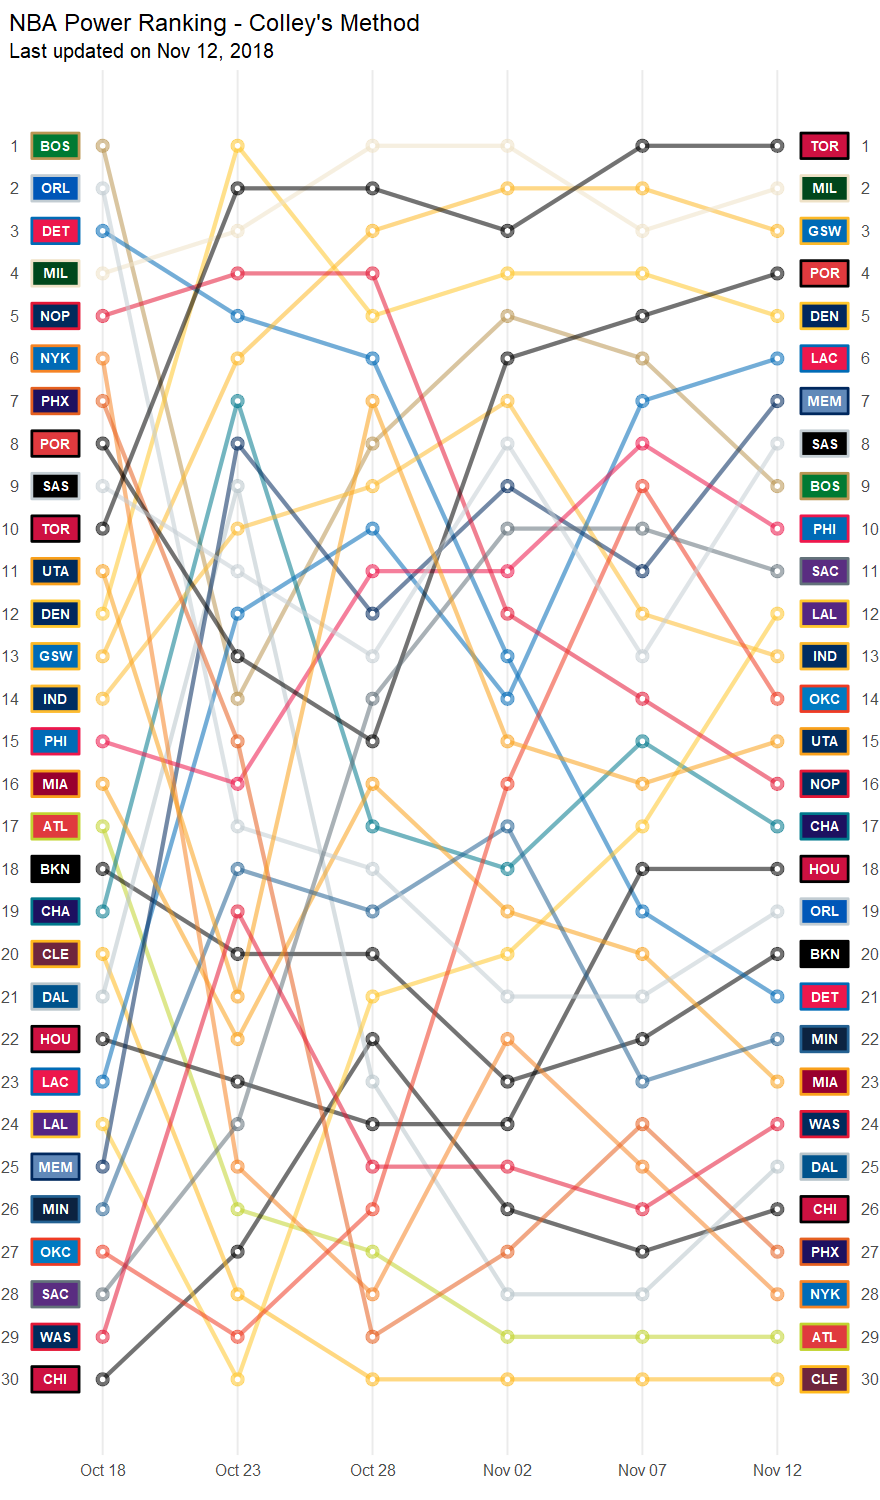 NBA Power Ranking - Colley's Method
Last updated on Nov 12, 2018
1 BOS TOR 1
2 ORL MIL 2
3 DET GSW 3
4 MIL POR 4
5 NOP DEN 5
6 NYK LAC 6
7 PHX MEM 7
8 POR SAS 8
9 SAS BOS 9
10 TOR PHI 10
11 UTA SAC 11
12 DEN LAL 12
13 GSW IND 13
14 IND OKC 14
15 PHI UTA 15
16 MIA NOP 16
17 ATL CHA 17
18 BKN HOU 18
19 CHA ORL 19
20 CLE BKN 20
21 DAL DET 21
22 HOU MIN 22
23 LAC MIA 23
24 LAL WAS 24
25 MEM DAL 25
26 MIN CHI 26
27 OKC PHX 27
28 SAC NYK 28
29 WAS ATL 29
30 CHI CLE 30
Oct 18 Oct 23 Oct 28 Nov 02 Nov 07 Nov 12